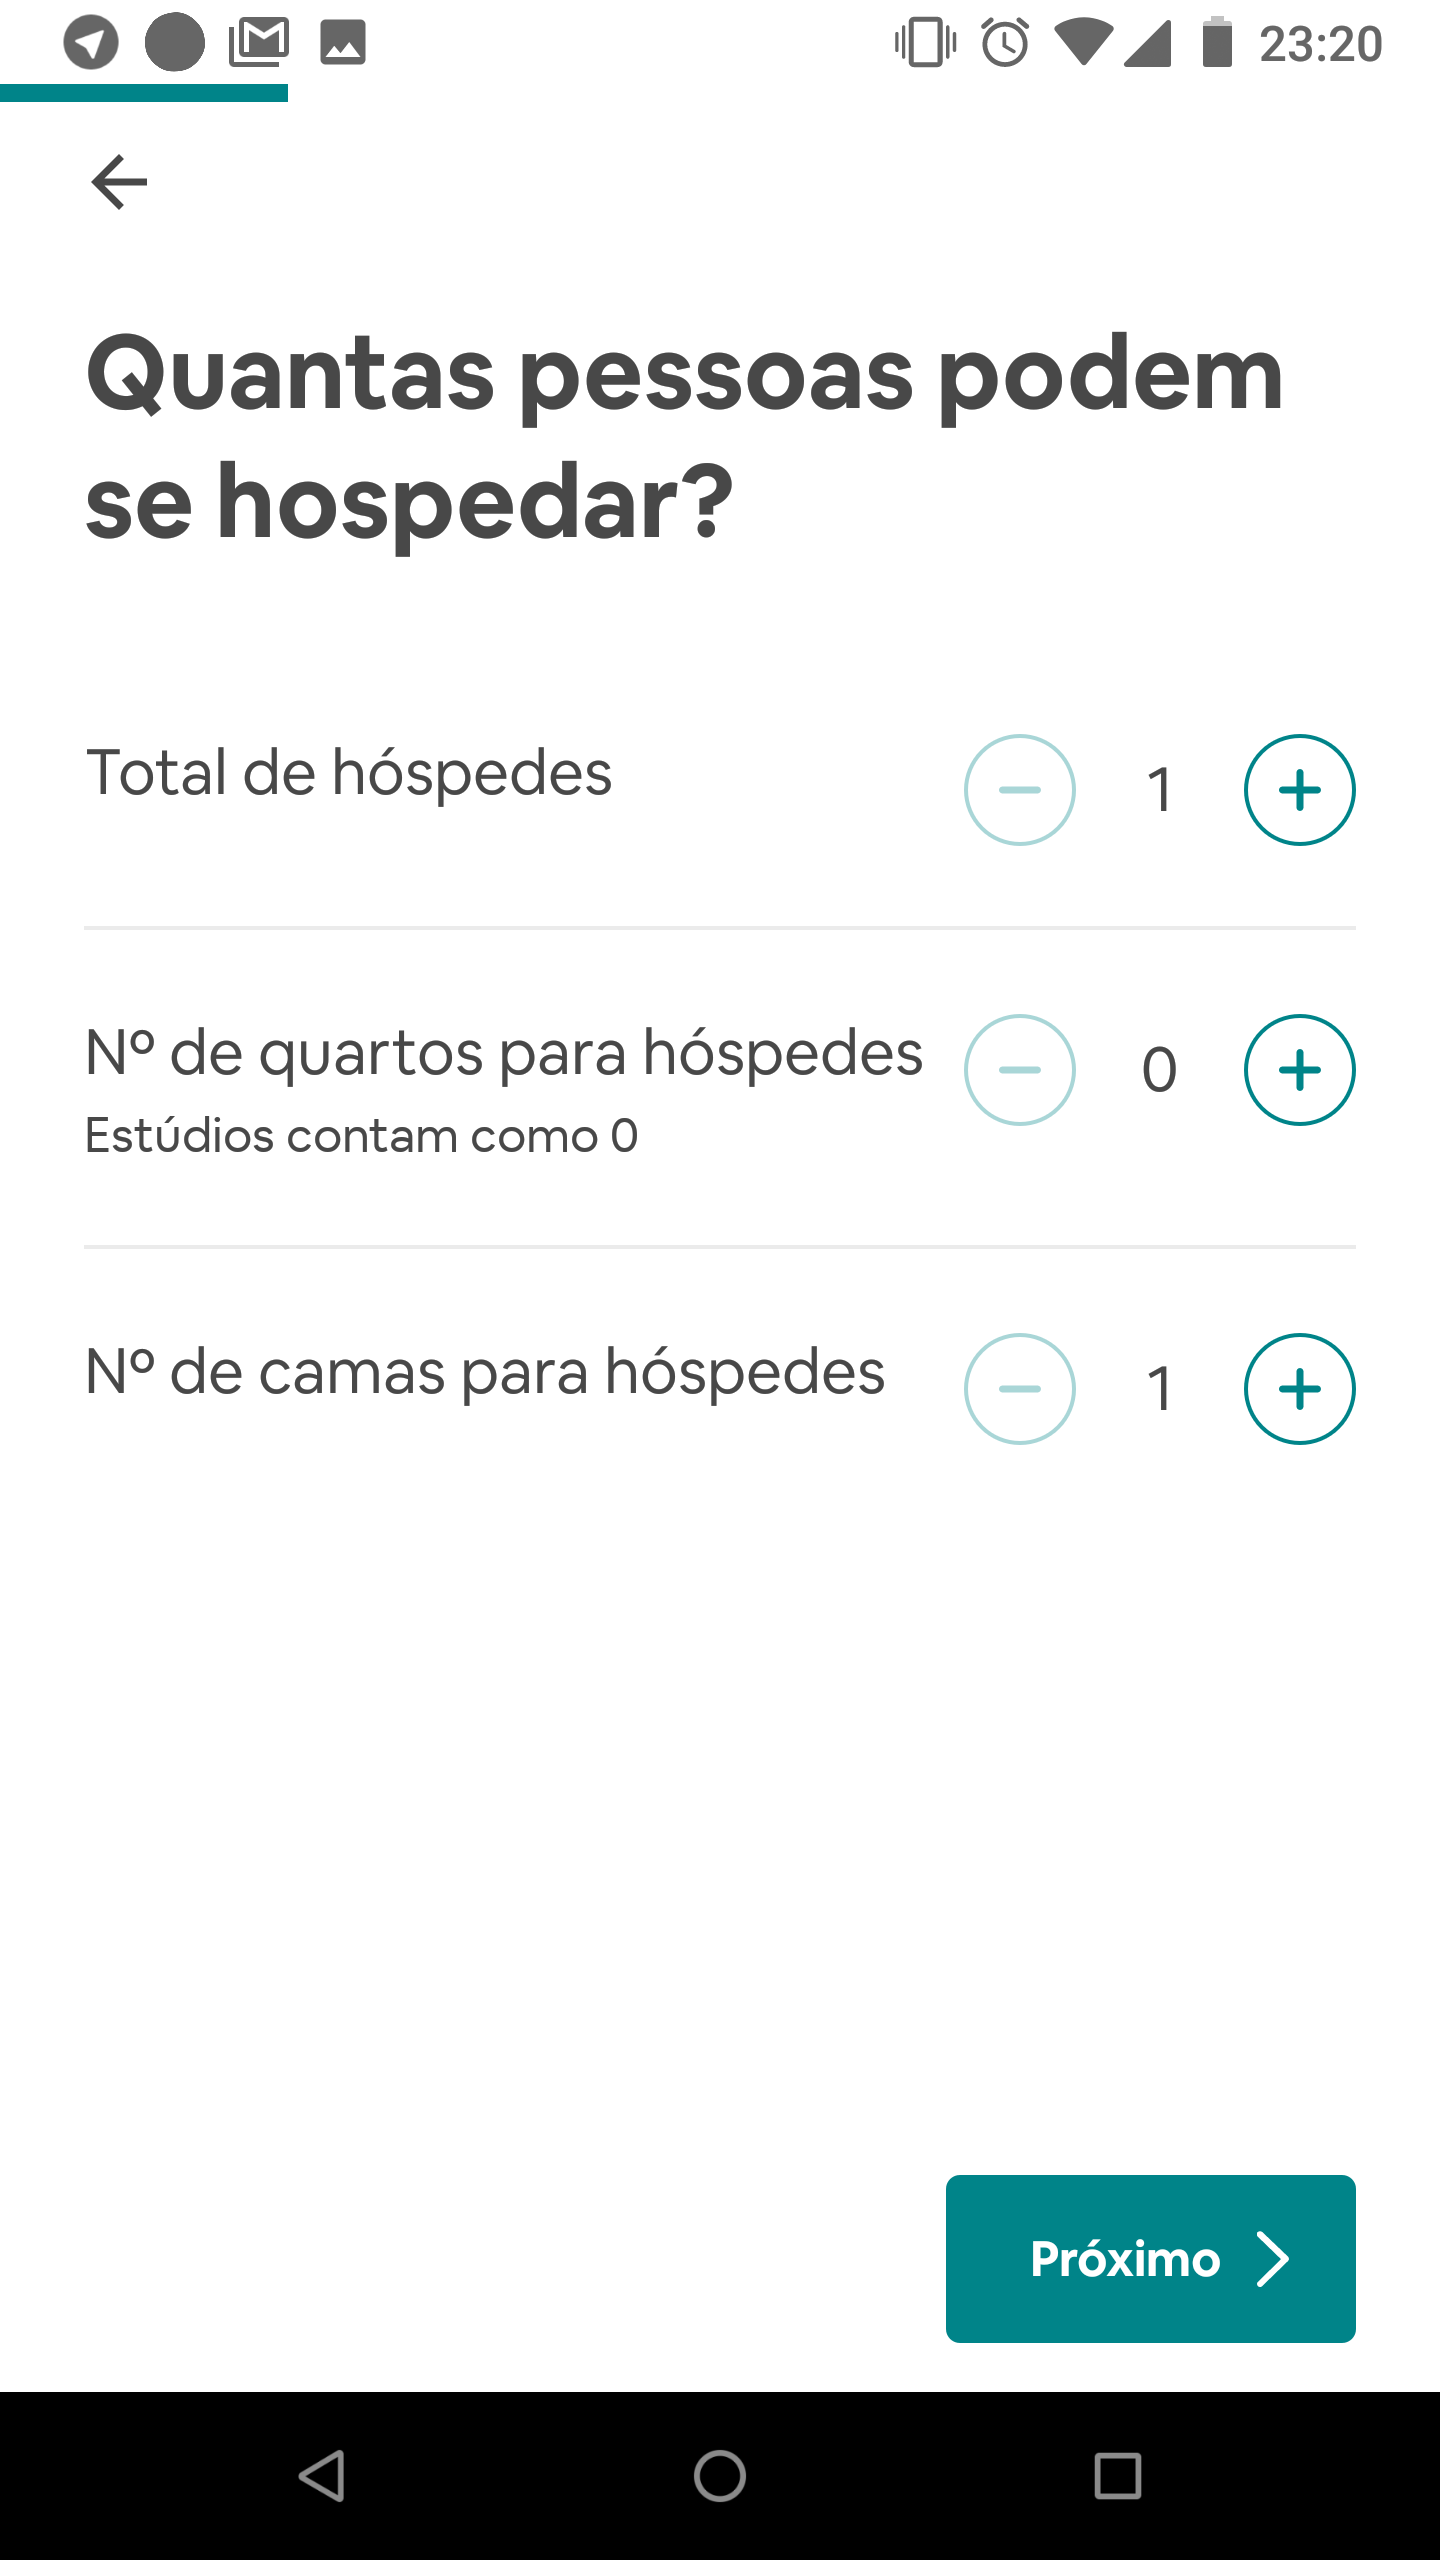 23:20
Quantas pessoas podem
se hospedar?
Total de hóspedes
1
Nº de quartos para hóspedes
0
Estúdios contam como 0
Nº de camas para hóspedes
1
Próximo